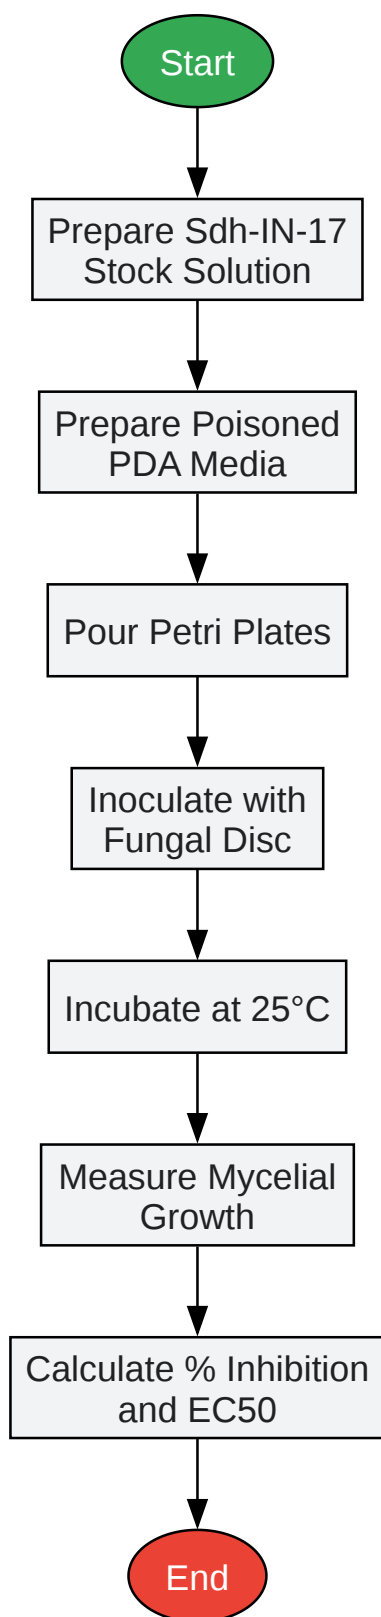 Start
Prepare Sdh-IN-17
Stock Solution
Prepare Poisoned
PDA Media
Pour Petri Plates
Inoculate with
Fungal Disc
Incubate at 25°C
Measure Mycelial
Growth
Calculate % Inhibition
and EC50
End